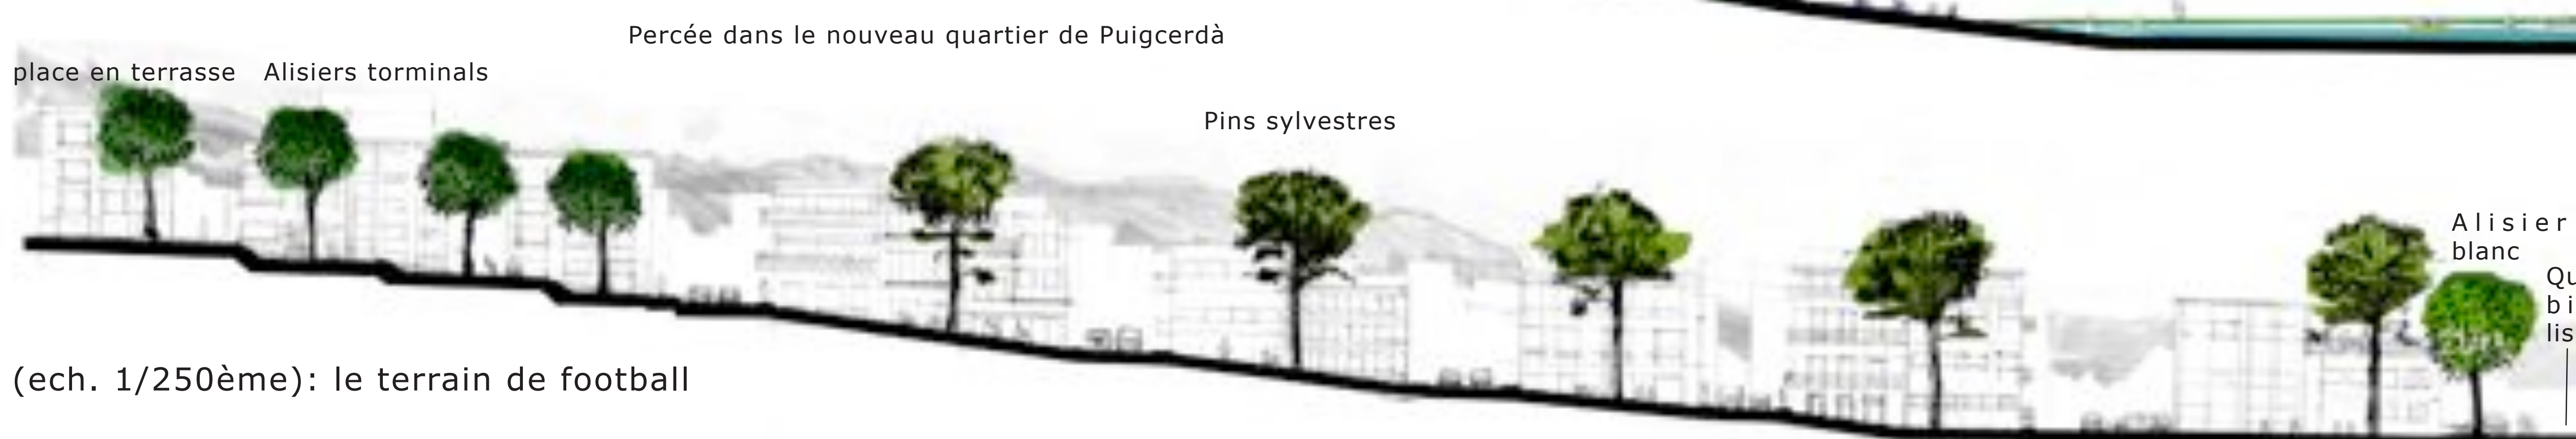 Percée dans le nouveau quartier de Puigcerdà
place en terrasse Alisiers torminals
Pins sylvestres
Alisier
blanc
(ech. 1/250ème): le terrain de football